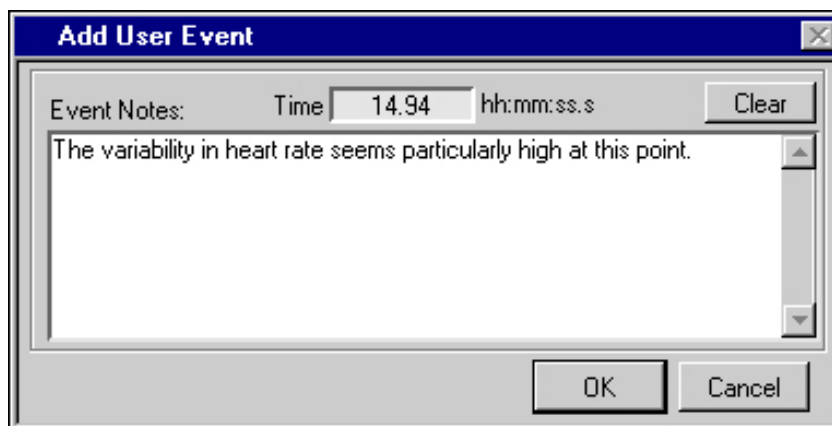 Add User Event
Event Notes: Time 14.94 hh:mm:ss.s Clear
The variability in heart rate seems particularly high at this point.
OK Cancel